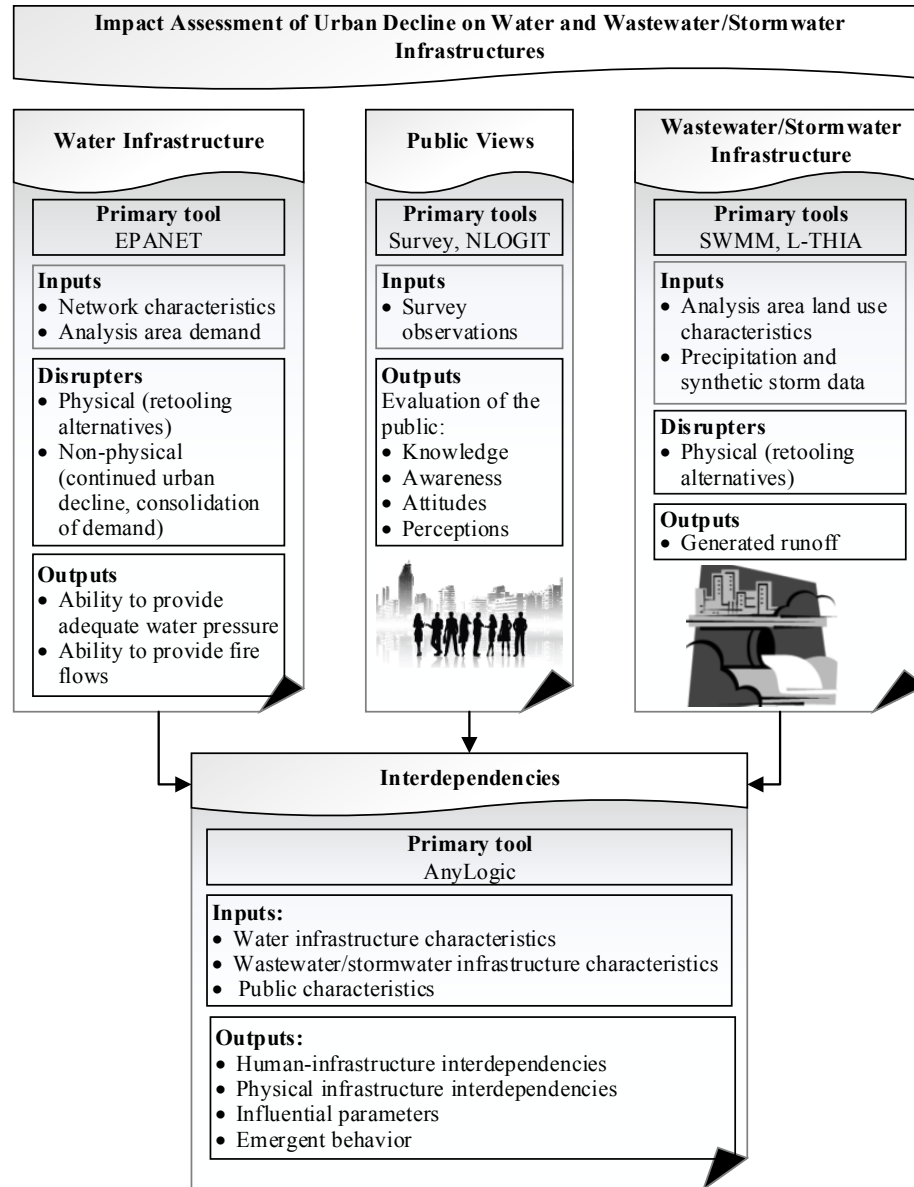 Impact Assessment of Urban Decline on Water and Wastewater/Stormwater
Infrastructures
Water Infrastructure
Primary tool
EPANET
Inputs
• Network characteristics
• Analysis area demand
Disrupters
• Physical (retooling
alternatives)
• Non-physical
(continued urban
decline, consolidation
of demand)
Outputs
• Ability to provide
adequate water pressure
• Ability to provide fire
flows
Public Views
Primary tools
Survey, NLOGIT
Inputs
• Survey
observations
Outputs
Evaluation of the
public:
• Knowledge
• Awareness
• Attitudes
• Perceptions
Wastewater/Stormwater
Infrastructure
Primary tools
SWMM, L-THIA
Inputs
• Analysis area land use
characteristics
• Precipitation and
synthetic storm data
Disrupters
• Physical (retooling
alternatives)
Outputs
• Generated runoff
Interdependencies
Primary tool
AnyLogic
Inputs:
• Water infrastructure characteristics
• Wastewater/stormwater infrastructure characteristics
• Public characteristics
Outputs:
• Human-infrastructure interdependencies
• Physical infrastructure interdependencies
• Influential parameters
• Emergent behavior